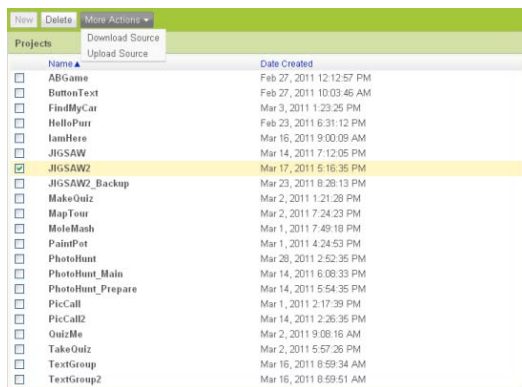 New Delete More Actions ▾
Download Source
Projects
Upload Source
Name▲ Date Created
ABGame Feb 27, 2011 12:12:57 PM
ButtonText Feb 27, 2011 10:03:46 AM
FindMyCar Mar 3, 2011 1:23:25 PM
HelloPurr Feb 23, 2011 6:31:12 PM
IamHere Mar 16, 2011 9:00:09 AM
JIGSAW Mar 14, 2011 7:12:05 PM
JIGSAW2 Mar 17, 2011 5:16:35 PM
JIGSAW2_Backup Mar 23, 2011 8:28:13 PM
MakeQuiz Mar 2, 2011 1:21:28 PM
MapTour Mar 2, 2011 7:24:23 PM
MoleMash Mar 1, 2011 7:49:18 PM
PaintPot Mar 1, 2011 4:24:53 PM
PhotoHunt Mar 28, 2011 2:52:35 PM
PhotoHunt_Main Mar 14, 2011 6:08:33 PM
PhotoHunt_Prepare Mar 14, 2011 5:54:35 PM
PicCall Mar 1, 2011 2:17:39 PM
PicCall2 Mar 14, 2011 2:26:35 PM
QuizMe Mar 2, 2011 9:08:16 AM
TakeQuiz Mar 2, 2011 5:57:26 PM
TextGroup Mar 16, 2011 8:59:34 AM
TextGroup2 Mar 16, 2011 8:59:51 AM